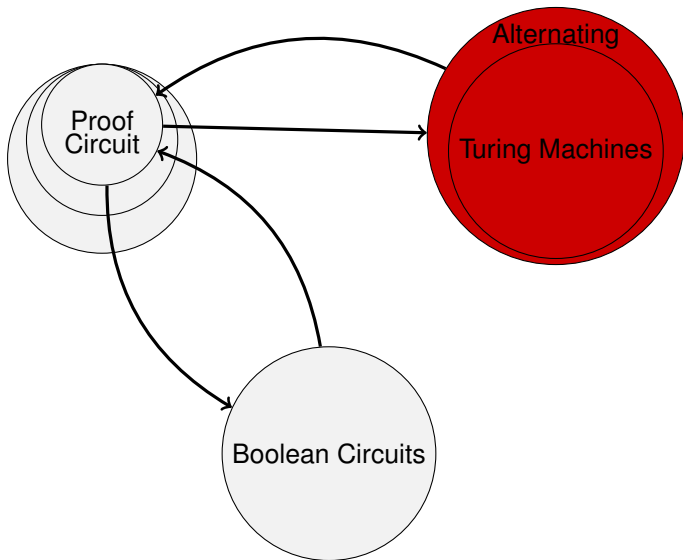 Alternating
Proof
Circuit
Turing Machines
Boolean Circuits